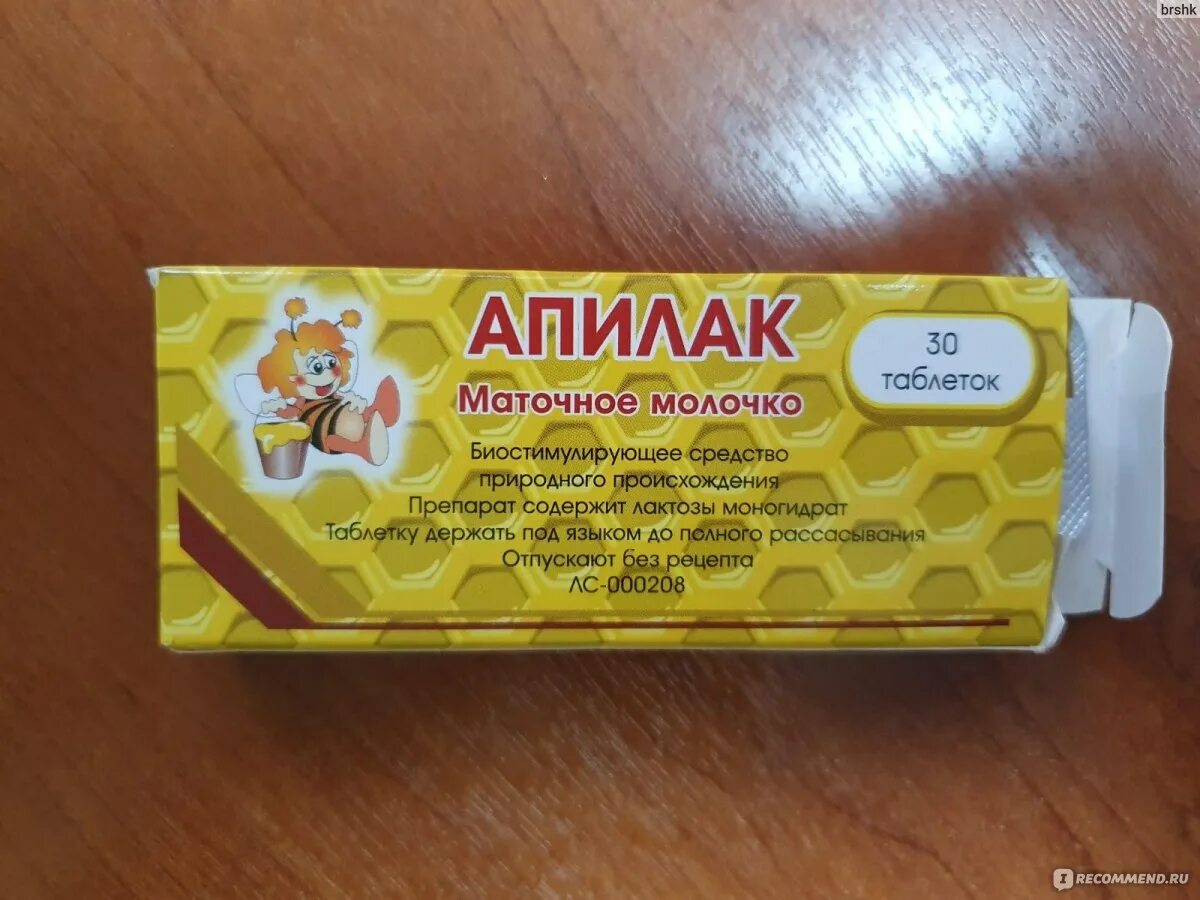 brshk
АПИЛАК
Маточное молочко
30
таблеток
Биостимулирующее средство
природного происхождения
Препарат содержит лактозы моногидрат
Таблетку держать под языком до полного рассасывания
Отпускают без рецепта
ЛС-000208
I RECOMMEND.RU